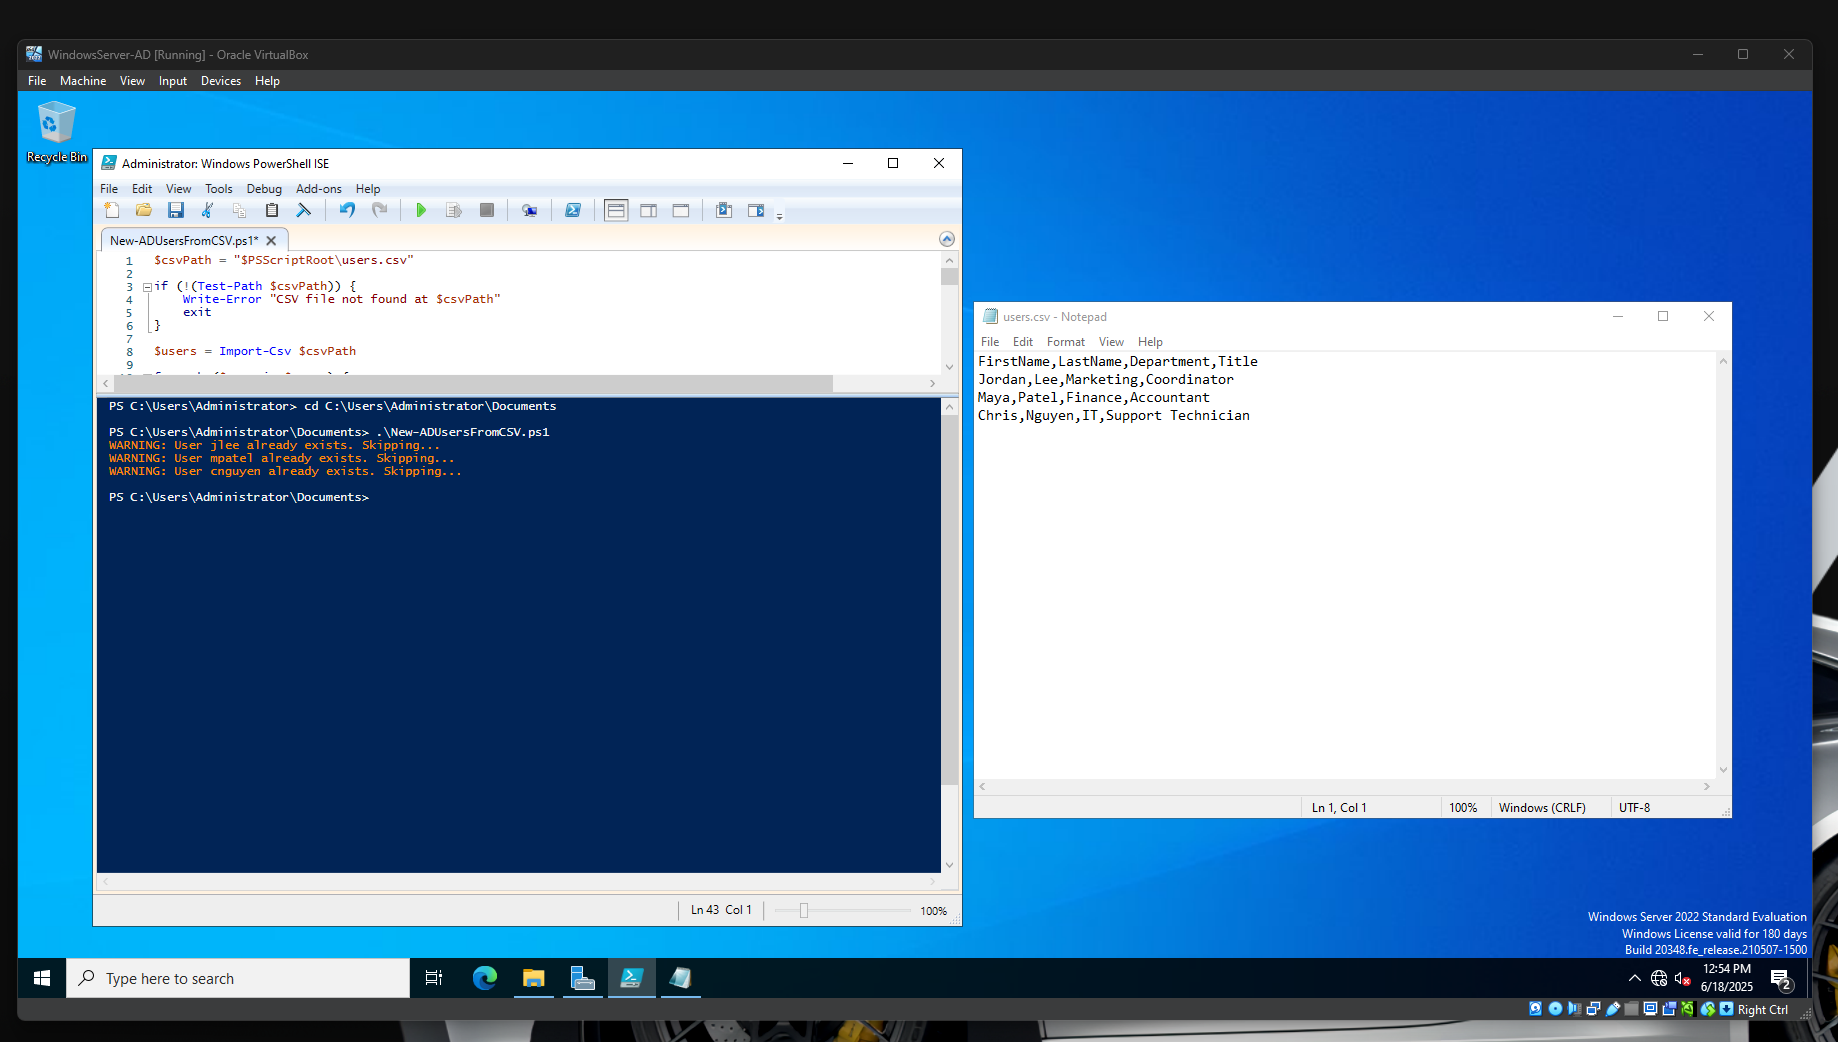 WindowsServer-AD [Running] - Oracle VirtualBox
File Machine View Input Devices Help
Recycle Bin
Administrator: Windows PowerShell ISE
File Edit View Tools Debug Add-ons Help
New-ADUsersFromCSV.ps1* X
1 $csvPath = "$PSScriptRoot\users.csv"
2
3 if (!(Test-Path $csvPath)) {
4 Write-Error "CSV file not found at $csvPath"
5 exit
6 }
7
8 $users = Import-Csv $csvPath
9
PS C:\Users\Administrator> cd C:\Users\Administrator\Documents
PS C:\Users\Administrator\Documents> .\New-ADUsersFromCSV.ps1
WARNING: User jlee already exists. Skipping...
WARNING: User mpatel already exists. Skipping...
WARNING: User cnguyen already exists. Skipping...
PS C:\Users\Administrator\Documents>
Ln 43 Col 1 100%
users.csv - Notepad
File Edit Format View Help
FirstName,LastName,Department,Title
Jordan,Lee,Marketing,Coordinator
Maya,Patel,Finance,Accountant
Chris,Nguyen,IT,Support Technician
Ln 1, Col 1 100% Windows (CRLF) UTF-8
Windows Server 2022 Standard Evaluation
Windows License valid for 180 days
Build 20348.fe_release.210507-1500
Type here to search
12:54 PM
6/18/2025
2
Right Ctrl